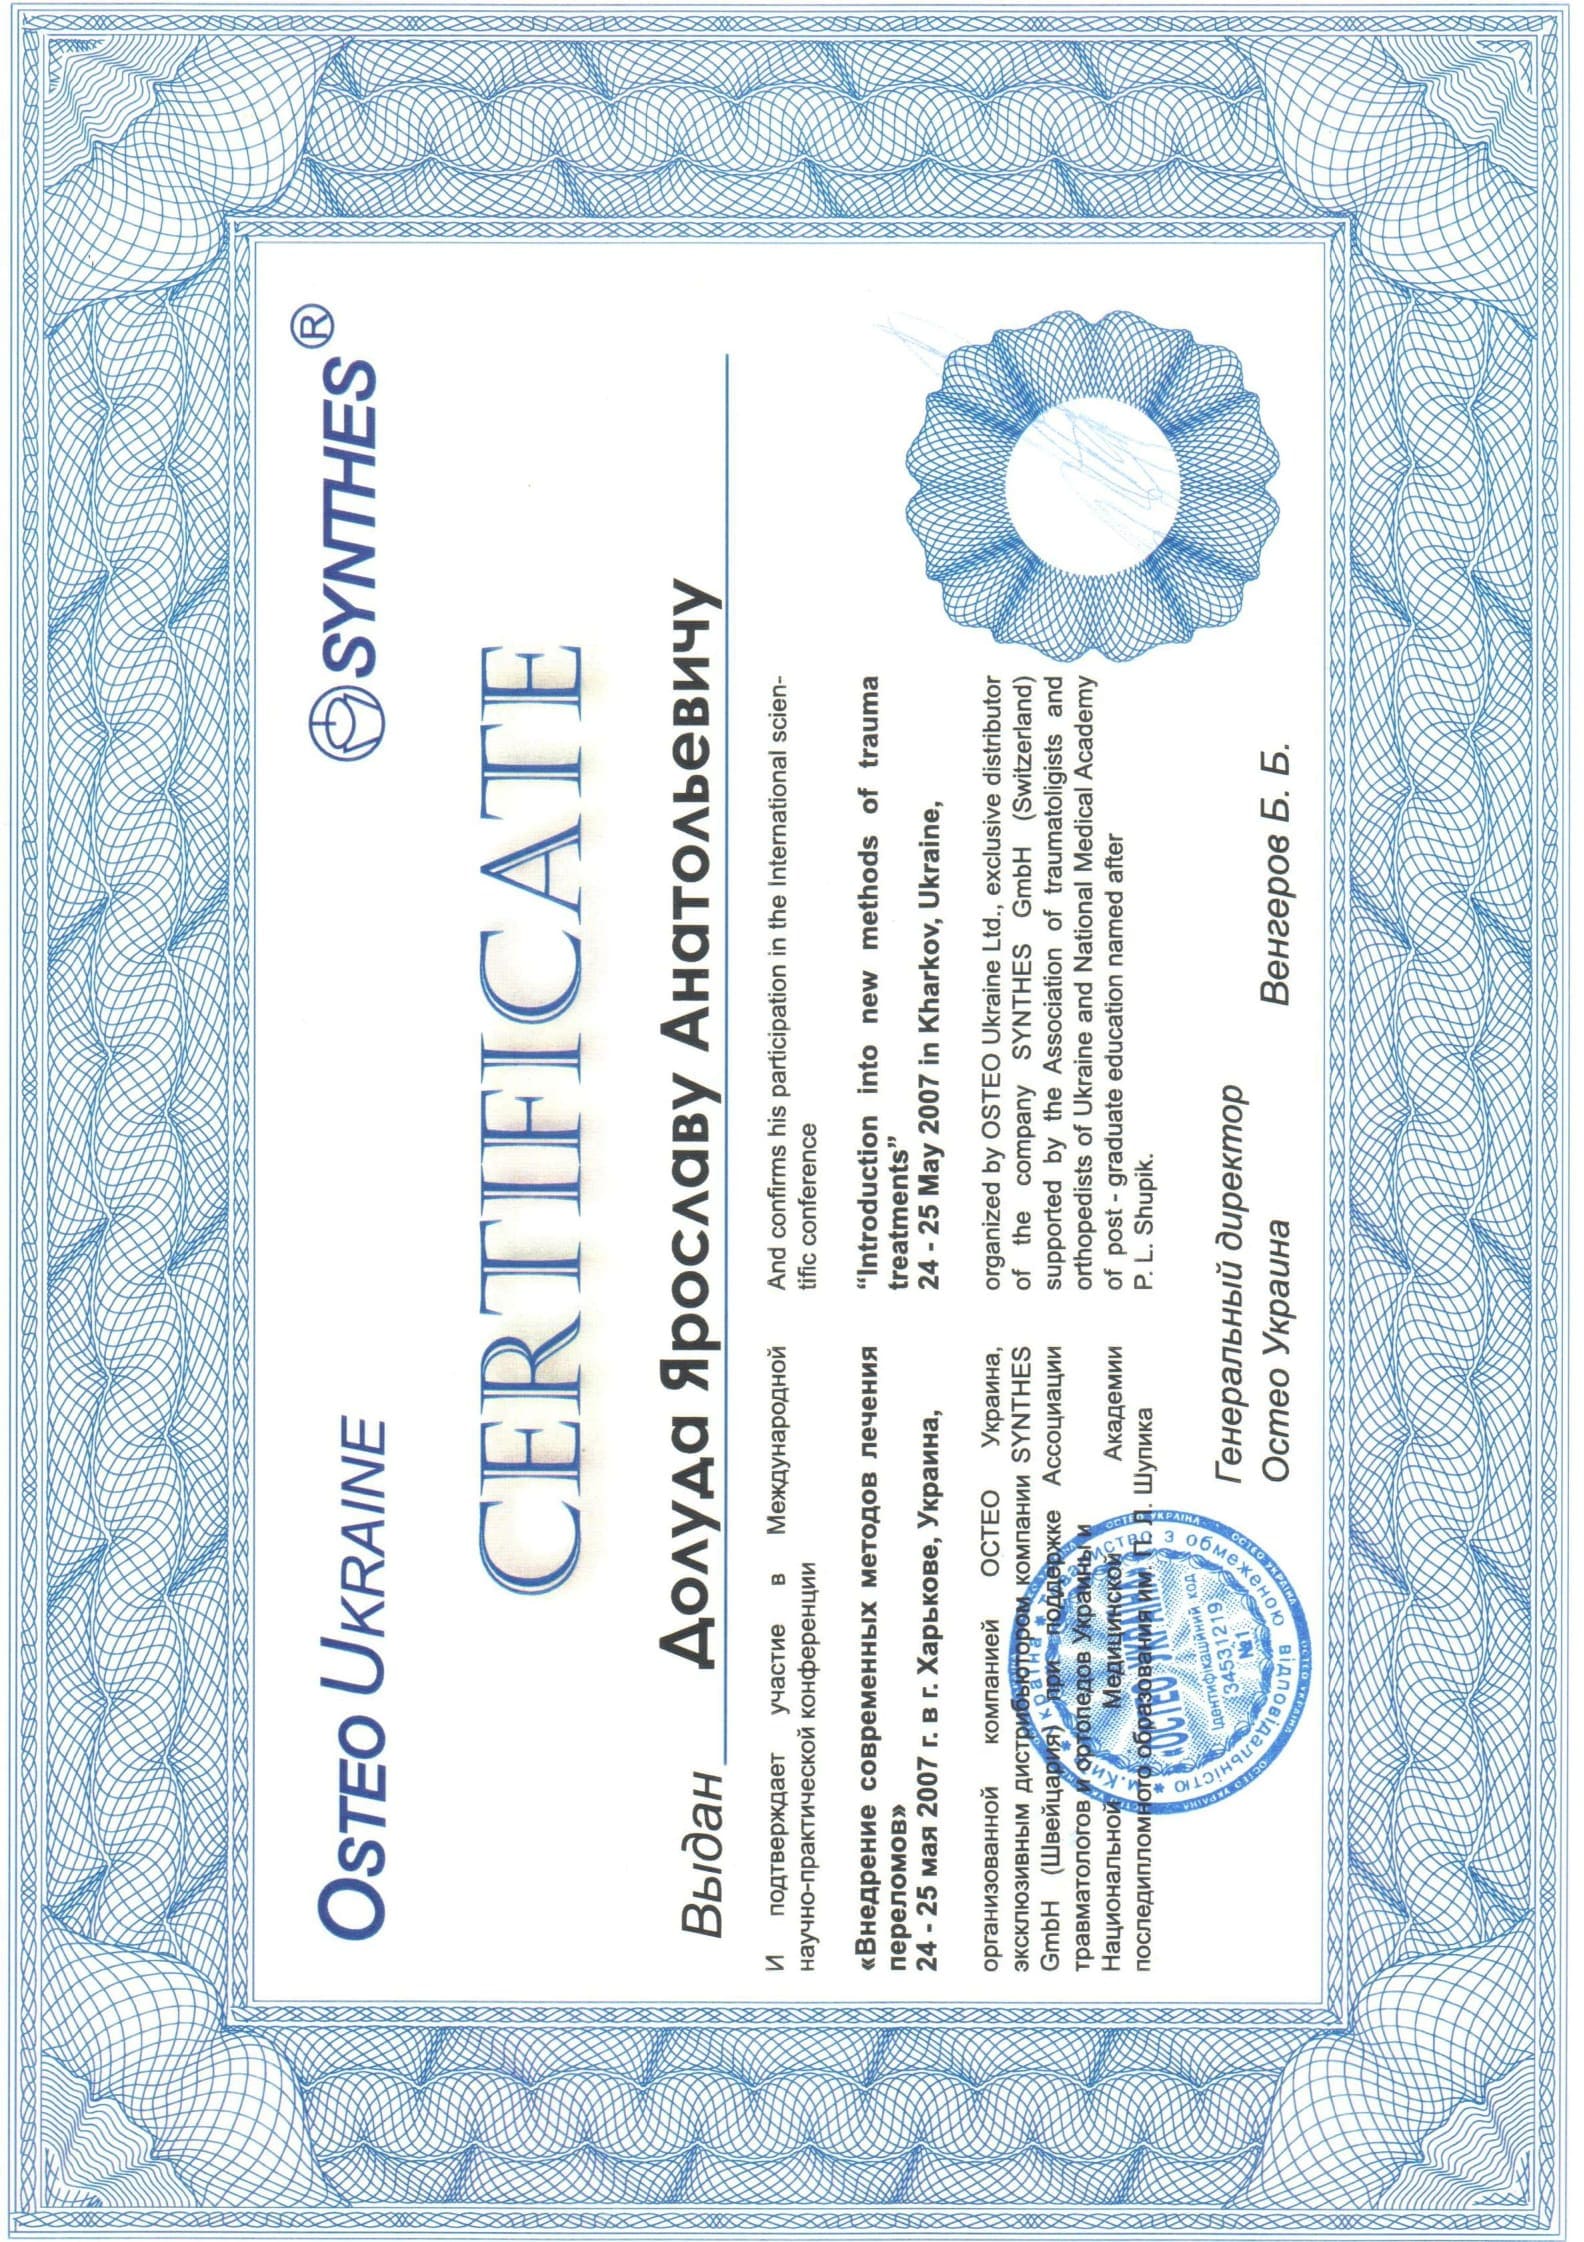 OSTEO UKRAINE
SYNTHES®
CERTIFICATE
Выдан Долуда Ярославу Анатольевичу
И подтверждает участие в Международной
научно-практической конференции
«Внедрение современных методов лечения
переломов»
24 - 25 мая 2007 г. в г. Харькове, Украина,
организованной компанией ОСТЕО Украина,
эксклюзивным дистрибьютором компании SYNTHES
GmbH (Швейцария) при поддержке Ассоциации
травматологов и ортопедов Украины и
Национальной Медицинской Академии
последипломного образования им. П. Л. Шупика
And confirms his participation in the International scien-
tific conference
“Introduction into new methods of trauma
treatments”
24 - 25 May 2007 in Kharkov, Ukraine,
organized by OSTEO Ukraine Ltd., exclusive distributor
of the company SYNTHES GmbH (Switzerland)
supported by the Association of traumatoligists and
orthopedists of Ukraine and National Medical Academy
of post - graduate education named after
P. L. Shupik.
Генеральный директор
Остео Украина
Венгеров Б. Б.
Товариство з обмеженою відповідальністю
м.Київ * Україна
«ОСТЕО УКРАЇНА»
Ідентифікаційний код
34531219
№1
ОСТЕО УКРАЇНА